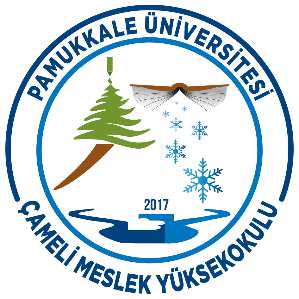 PAMUKKALE ÜNİVERSİTESİ
2017
ÇAMELİ MESLEK YÜKSEKOKULU